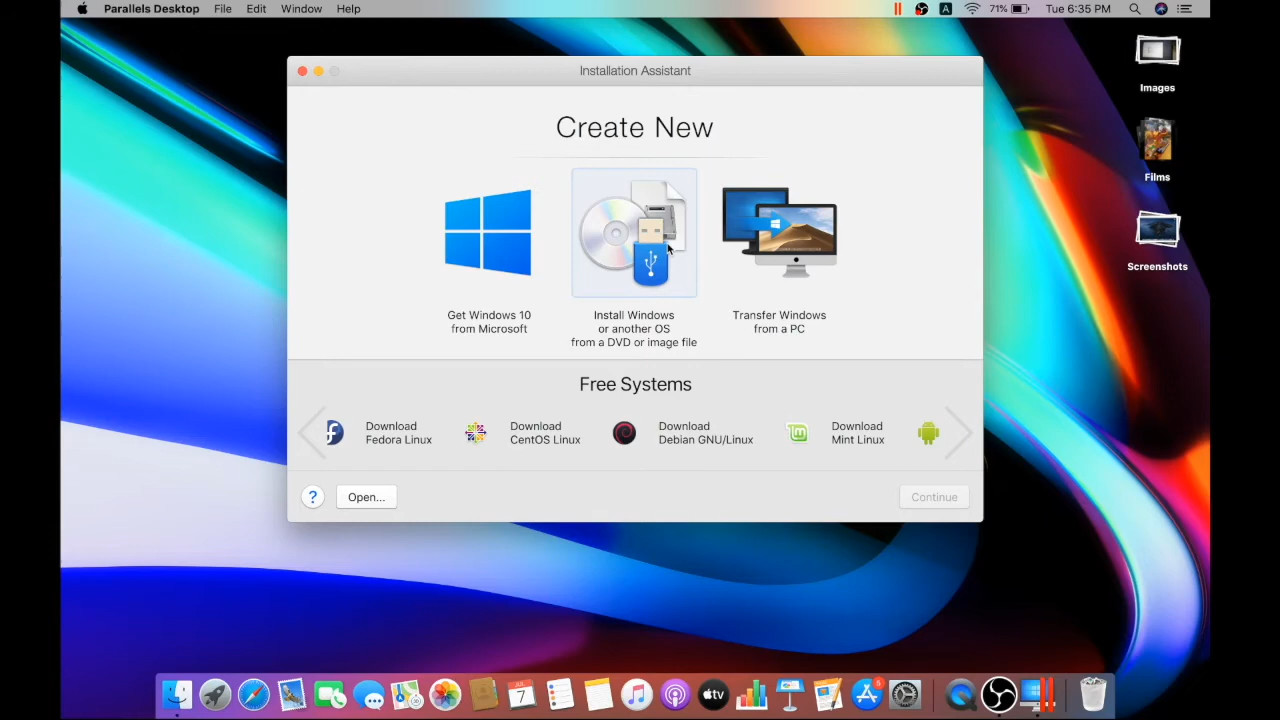 Parallels Desktop File Edit Window Help
A 71% Tue 6:35 PM
Installation Assistant
Create New
Get Windows 10
from Microsoft
Install Windows
or another OS
from a DVD or image file
Transfer Windows
from a PC
Free Systems
Download
Fedora Linux
Download
CentOS Linux
Download
Debian GNU/Linux
Download
Mint Linux
? Open... Continue
Images
Films
Screenshots
7
tv